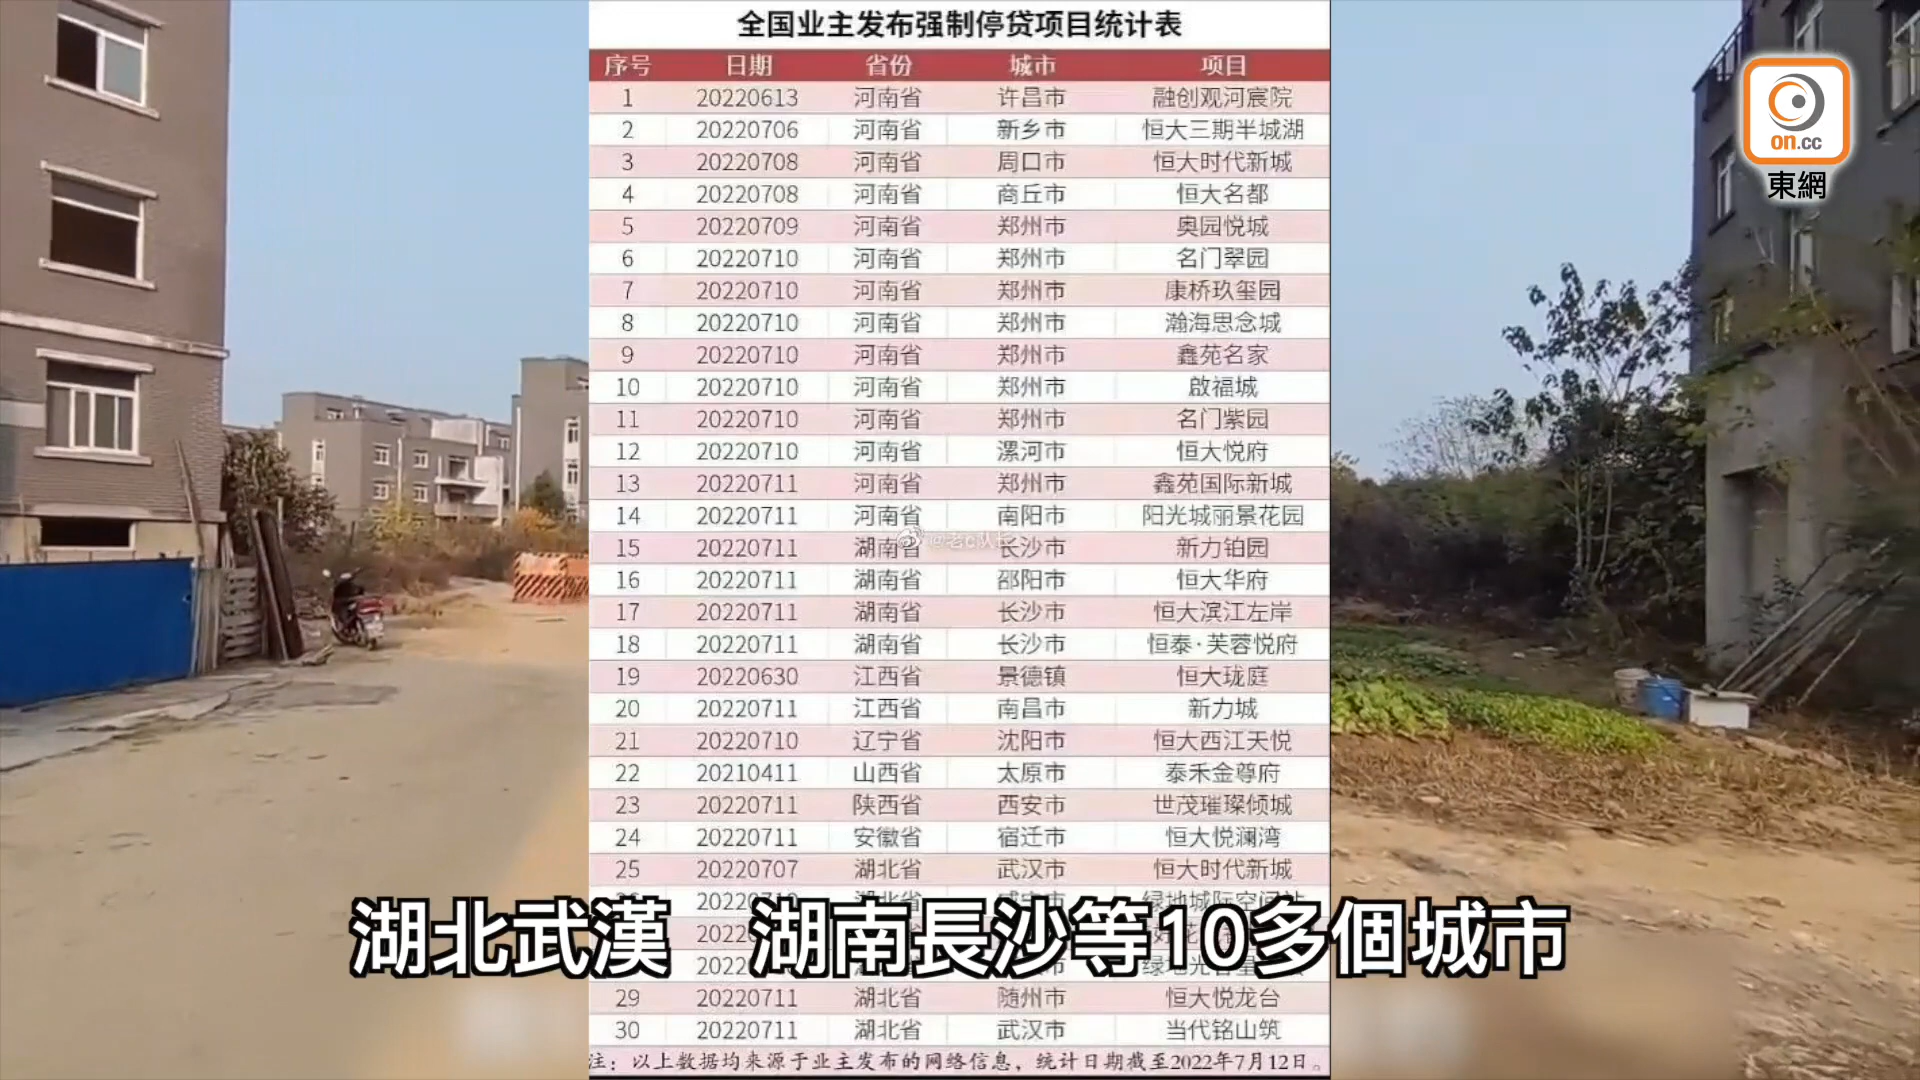 全国业主发布强制停贷项目统计表
序号 日期 省份 城市 项目
1 20220613 河南省 许昌市 融创观河宸院
2 20220706 河南省 新乡市 恒大三期半城湖
3 20220708 河南省 周口市 恒大时代新城
4 20220708 河南省 商丘市 恒大名都
5 20220709 河南省 郑州市 奥园悦城
6 20220710 河南省 郑州市 名门翠园
7 20220710 河南省 郑州市 康桥玖玺园
8 20220710 河南省 郑州市 瀚海思念城
9 20220710 河南省 郑州市 鑫苑名家
10 20220710 河南省 郑州市 啟福城
11 20220710 河南省 郑州市 名门紫园
12 20220710 河南省 漯河市 恒大悦府
13 20220711 河南省 郑州市 鑫苑国际新城
14 20220711 河南省 南阳市 阳光城丽景花园
15 20220711 湖南省 长沙市 新力铂园
16 20220711 湖南省 邵阳市 恒大华府
17 20220711 湖南省 长沙市 恒大滨江左岸
18 20220711 湖南省 长沙市 恒泰·芙蓉悦府
19 20220630 江西省 景德镇 恒大珑庭
20 20220711 江西省 南昌市 新力城
21 20220710 辽宁省 沈阳市 恒大西江天悦
22 20210411 山西省 太原市 泰禾金尊府
23 20220711 陕西省 西安市 世茂璀璨倾城
24 20220711 安徽省 宿迁市 恒大悦澜湾
25 20220707 湖北省 武汉市 恒大时代新城
29 20220711 湖北省 随州市 恒大悦龙台
30 20220711 湖北省 武汉市 当代铭山筑
注：以上数据均来源于业主发布的网络信息，统计日期截至2022年7月12日。
@老c队长
湖北武漢 湖南長沙等10多個城市
on.cc
東網